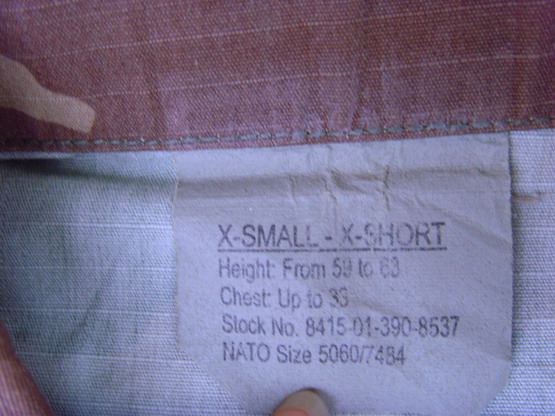 X-SMALL - X-SHORT
Height: From 59 to 63
Chest: Up to 33
Stock No. 8415-01-390-8537
NATO Size 5060/7484